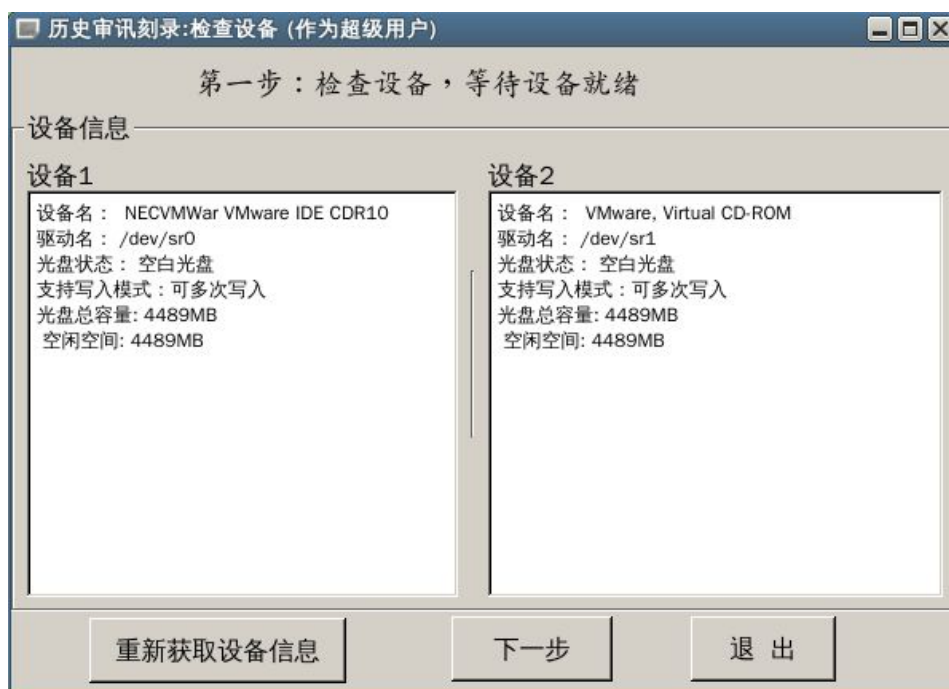 历史审讯刻录:检查设备 (作为超级用户)
第一步：检查设备，等待设备就绪
设备信息
设备1
设备名： NECVMWar VMware IDE CDR10
驱动名： /dev/sr0
光盘状态： 空白光盘
支持写入模式：可多次写入
光盘总容量: 4489MB
空闲空间: 4489MB
设备2
设备名： VMware, Virtual CD-ROM
驱动名： /dev/sr1
光盘状态： 空白光盘
支持写入模式：可多次写入
光盘总容量: 4489MB
空闲空间: 4489MB
重新获取设备信息
下一步
退 出